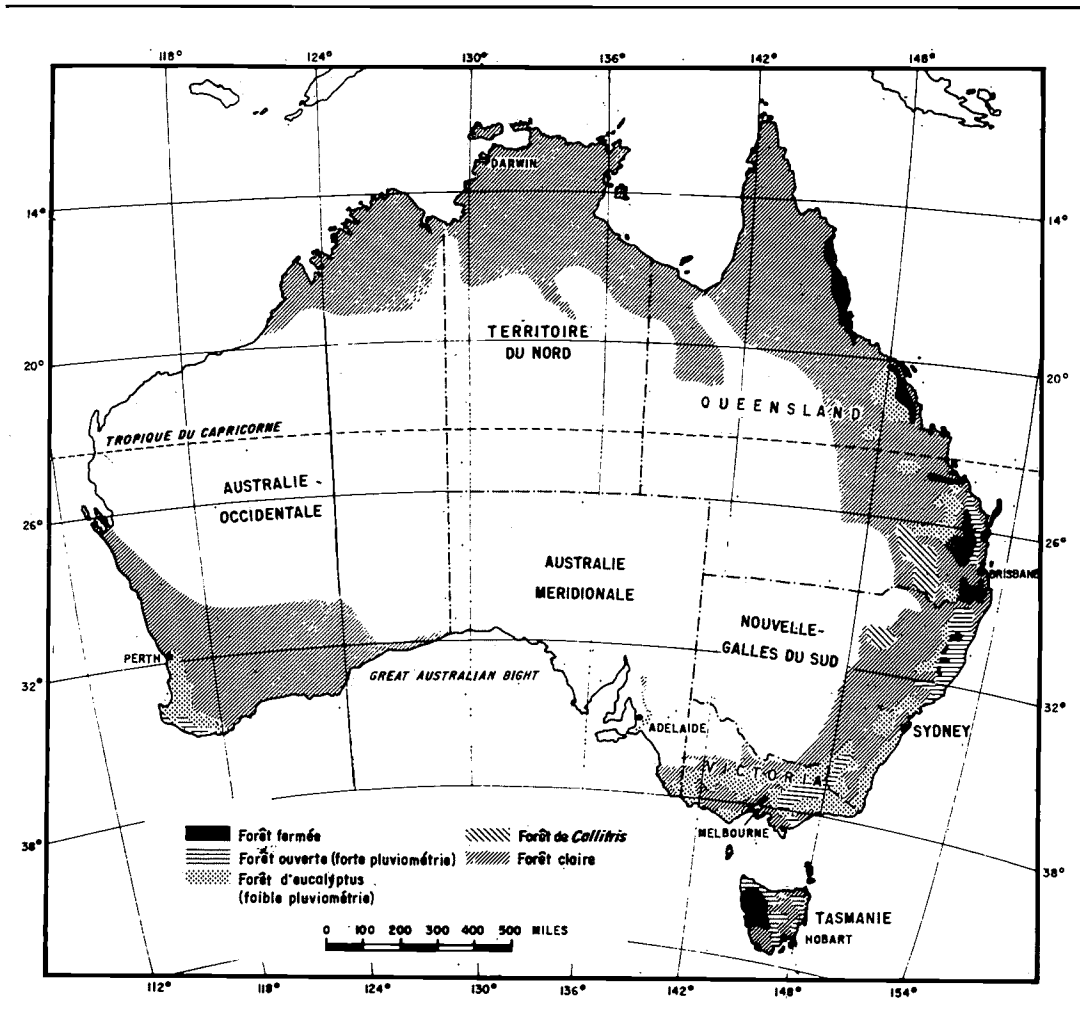 118° 124° 130° 136° 142° 148°
DARWIN
14° 14°
TERRITOIRE
DU NORD
20° 20°
QUEENSLAND
TROPIQUE DU CAPRICORNE
AUSTRALIE
OCCIDENTALE
26° 26°
AUSTRALIE
MERIDIONALE
BRISBANE
NOUVELLE-
GALLES DU SUD
PERTH
GREAT AUSTRALIAN BIGHT
32° 32°
ADELAIDE
SYDNEY
VICTORIA
MELBOURNE
Forêt fermée
Forêt ouverte (forte pluviométrie)
Forêt d'eucalyptus
(faible pluviométrie)
Forêt de Callitris
Forêt claire
38° 38°
0 100 200 300 400 500 MILES
TASMANIE
HOBART
112° 118° 124° 130° 136° 142° 148° 154°